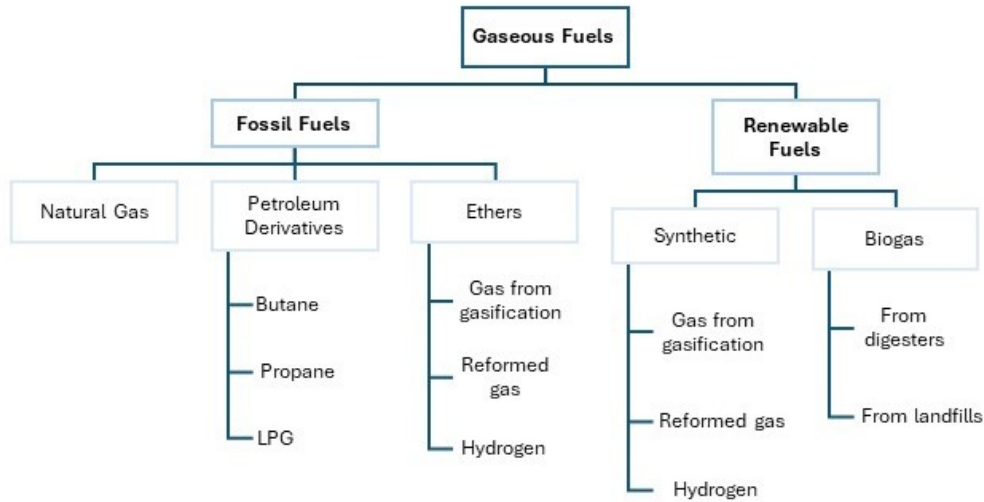 Gaseous Fuels
Fossil Fuels
Renewable
Fuels
Natural Gas
Petroleum
Derivatives
Ethers
Synthetic
Biogas
Butane
Propane
LPG
Gas from
gasification
Reformed
gas
Hydrogen
Gas from
gasification
Reformed gas
Hydrogen
From
digesters
From landfills